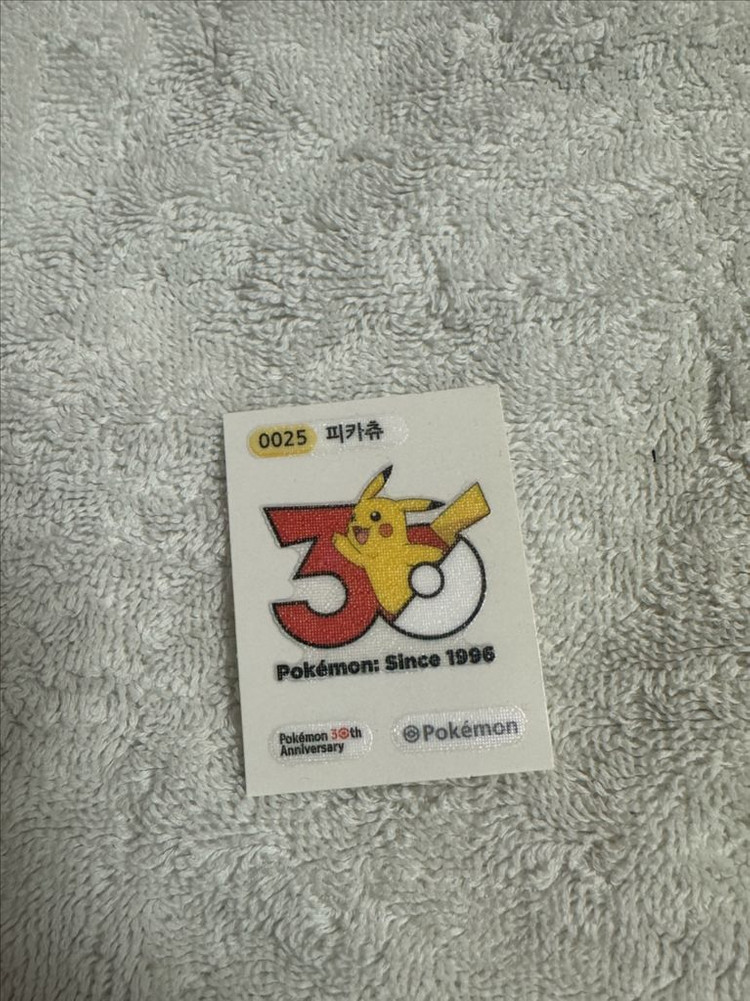 0025 피카츄
30
Pokémon: Since 1996
Pokémon 30th
Anniversary
Pokémon